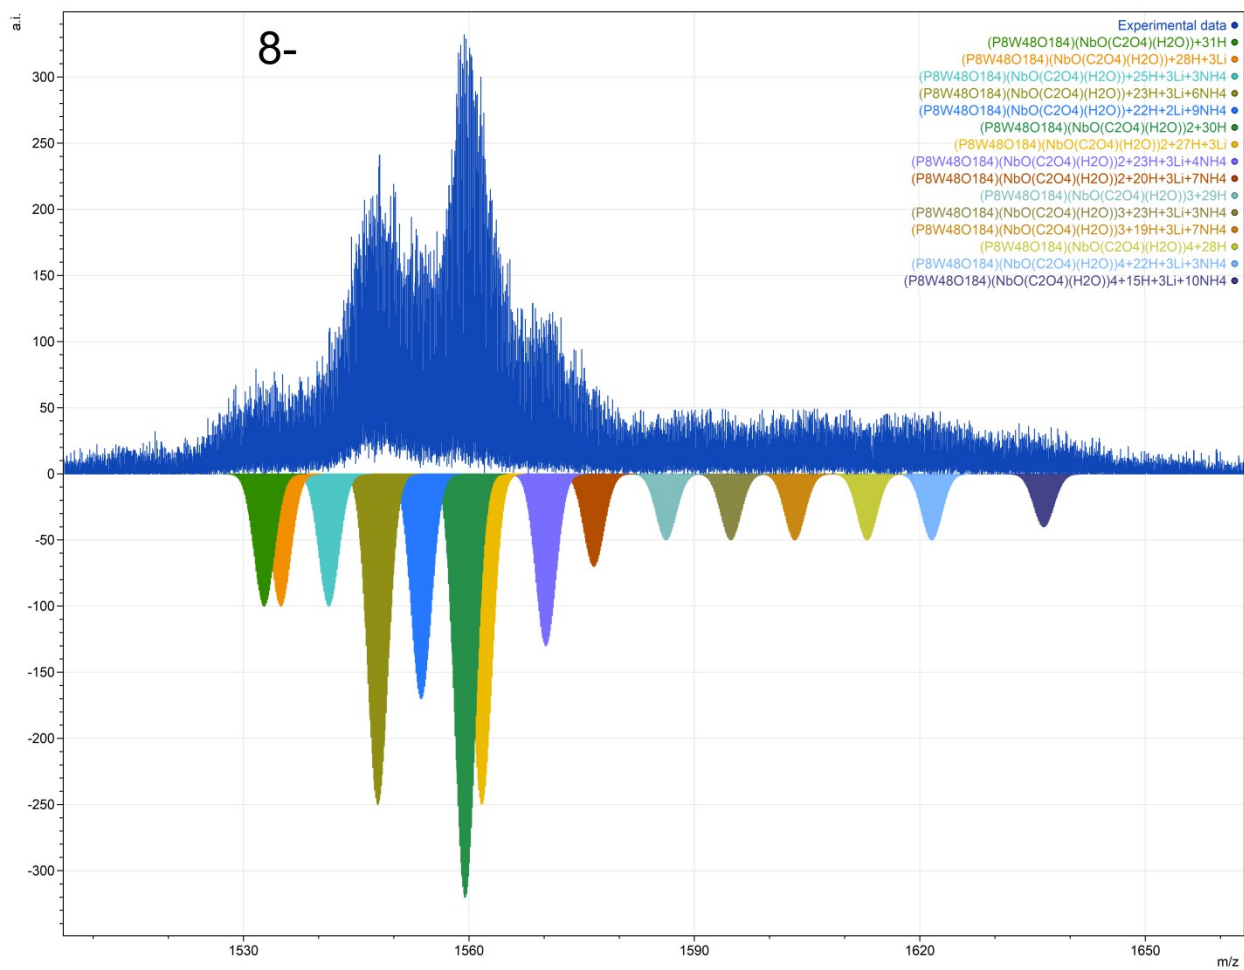 a.i.
8-
Experimental data
(P8W48O184)(NbO(C2O4)(H2O))+31H
(P8W48O184)(NbO(C2O4)(H2O))+28H+3Li
(P8W48O184)(NbO(C2O4)(H2O))+25H+3Li+3NH4
(P8W48O184)(NbO(C2O4)(H2O))+23H+3Li+6NH4
(P8W48O184)(NbO(C2O4)(H2O))+22H+2Li+9NH4
(P8W48O184)(NbO(C2O4)(H2O))2+30H
(P8W48O184)(NbO(C2O4)(H2O))2+27H+3Li
(P8W48O184)(NbO(C2O4)(H2O))2+23H+3Li+4NH4
(P8W48O184)(NbO(C2O4)(H2O))2+20H+3Li+7NH4
(P8W48O184)(NbO(C2O4)(H2O))3+29H
(P8W48O184)(NbO(C2O4)(H2O))3+23H+3Li+3NH4
(P8W48O184)(NbO(C2O4)(H2O))3+19H+3Li+7NH4
(P8W48O184)(NbO(C2O4)(H2O))4+28H
(P8W48O184)(NbO(C2O4)(H2O))4+22H+3Li+3NH4
(P8W48O184)(NbO(C2O4)(H2O))4+15H+3Li+10NH4
300
250
200
150
100
50
0
-50
-100
-150
-200
-250
-300
1530
1560
1590
1620
1650
m/z